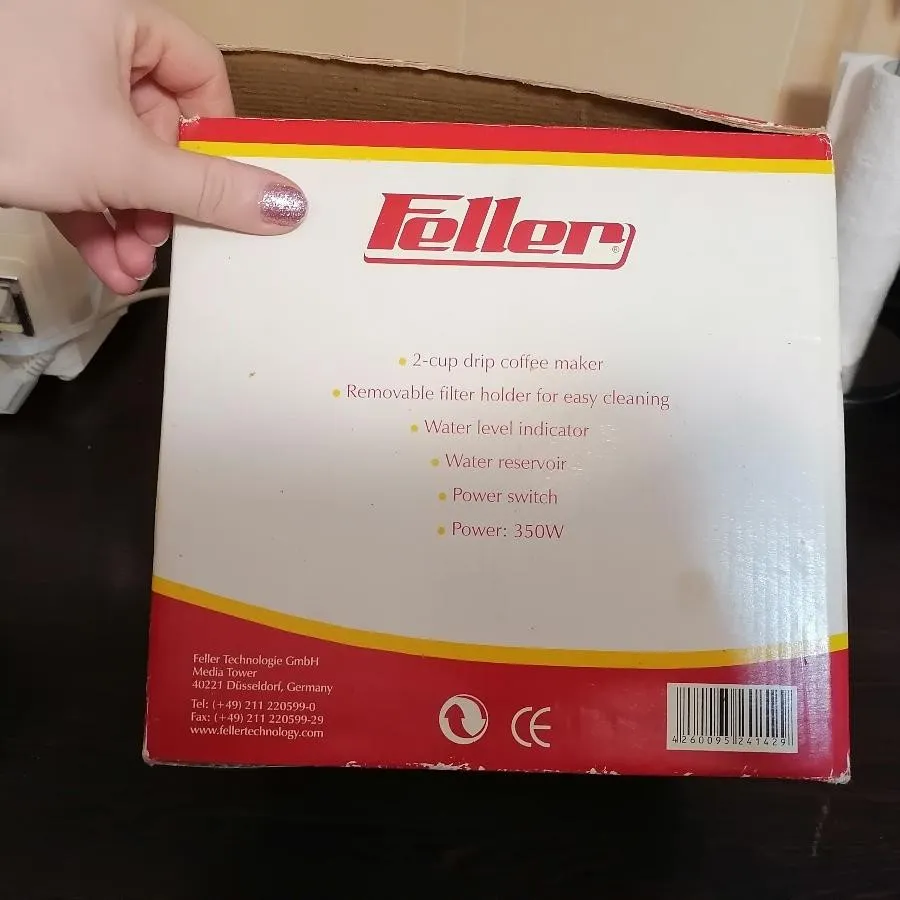 Feller®
• 2-cup drip coffee maker
• Removable filter holder for easy cleaning
• Water level indicator
• Water reservoir
• Power switch
• Power: 350W
Feller Technologie GmbH
Media Tower
40221 Düsseldorf, Germany
Tel: (+49) 211 220599-0
Fax: (+49) 211 220599-29
www.fellertechnology.com
CE
4260095241429